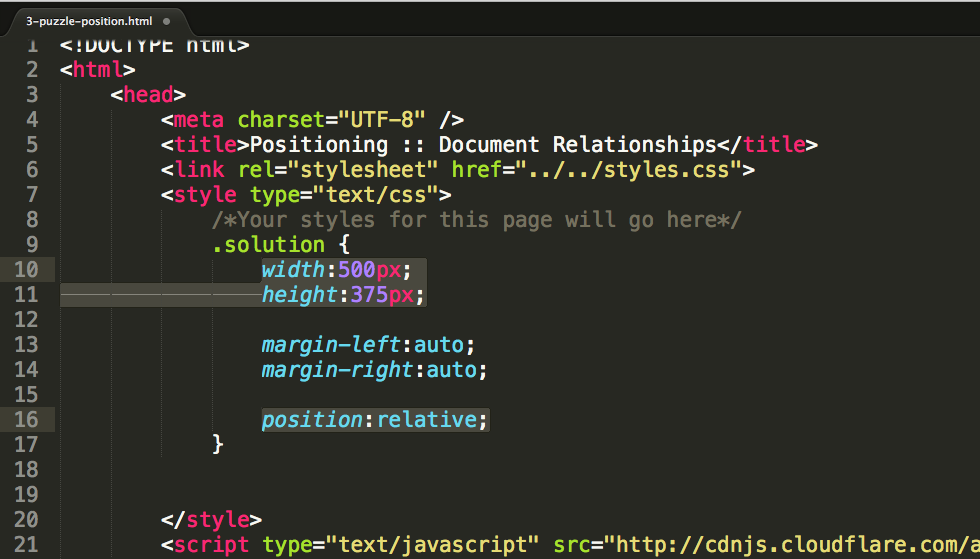 3-puzzle-position.html
1 <!DOCTYPE html>
2 <html>
3 <head>
4 <meta charset="UTF-8" />
5 <title>Positioning :: Document Relationships</title>
6 <link rel="stylesheet" href="../../styles.css">
7 <style type="text/css">
8 /*Your styles for this page will go here*/
9 .solution {
10 width:500px;
11 height:375px;
12
13 margin-left:auto;
14 margin-right:auto;
15
16 position:relative;
17 }
18
19
20 </style>
21 <script type="text/javascript" src="http://cdnjs.cloudflare.com/a